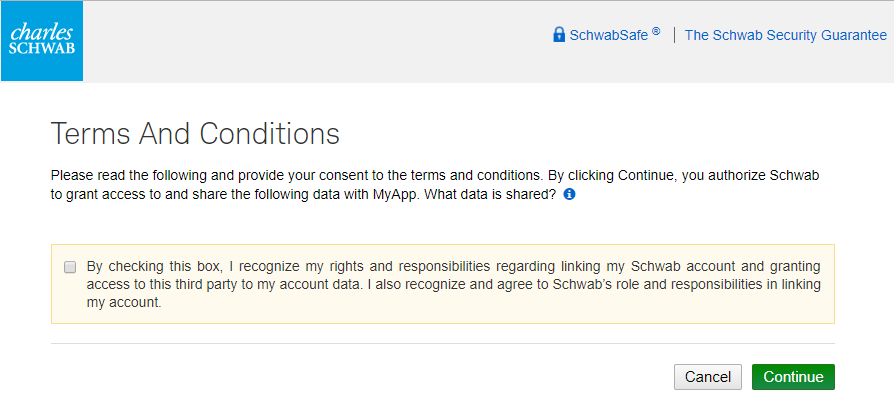 charles
SCHWAB
SchwabSafe ® | The Schwab Security Guarantee
Terms And Conditions
Please read the following and provide your consent to the terms and conditions. By clicking Continue, you authorize Schwab
to grant access to and share the following data with MyApp. What data is shared?
By checking this box, I recognize my rights and responsibilities regarding linking my Schwab account and granting
access to this third party to my account data. I also recognize and agree to Schwab's role and responsibilities in linking
my account.
Cancel Continue